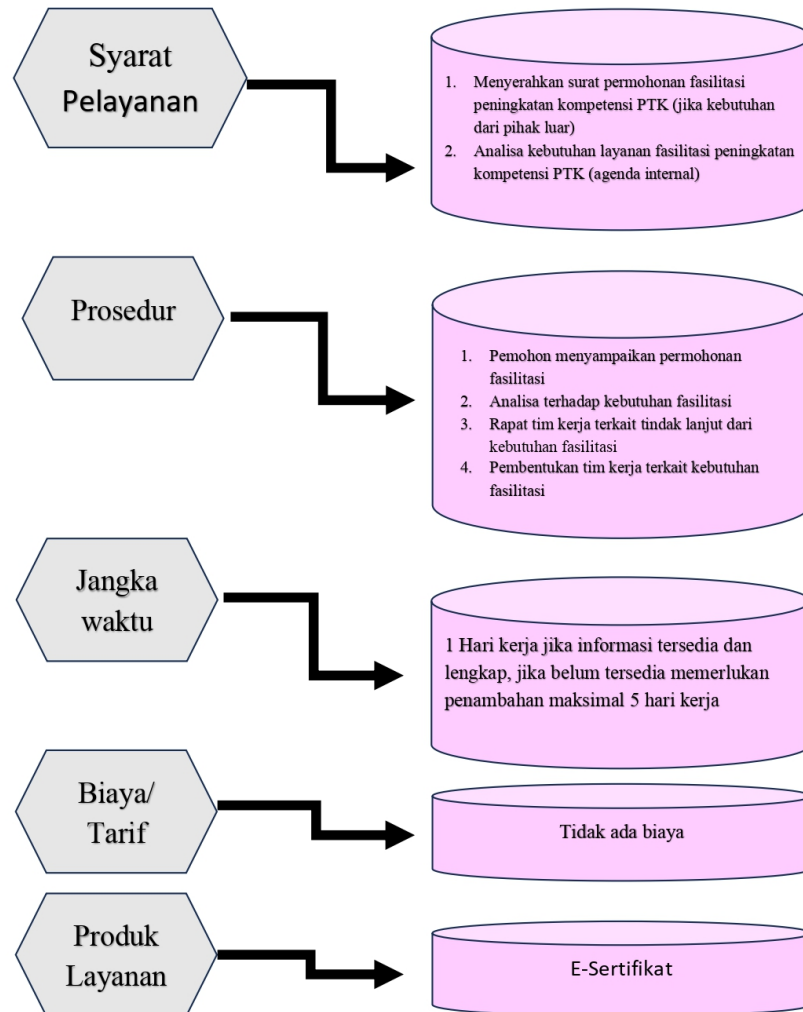 Syarat
Pelayanan
1. Menyerahkan surat permohonan fasilitasi
peningkatan kompetensi PTK (jika kebutuhan
dari pihak luar)
2. Analisa kebutuhan layanan fasilitasi peningkatan
kompetensi PTK (agenda internal)
Prosedur
1. Pemohon menyampaikan permohonan
fasilitasi
2. Analisa terhadap kebutuhan fasilitasi
3. Rapat tim kerja terkait tindak lanjut dari
kebutuhan fasilitasi
4. Pembentukan tim kerja terkait kebutuhan
fasilitasi
Jangka
waktu
1 Hari kerja jika informasi tersedia dan
lengkap, jika belum tersedia memerlukan
penambahan maksimal 5 hari kerja
Biaya/
Tarif
Tidak ada biaya
Produk
Layanan
E-Sertifikat